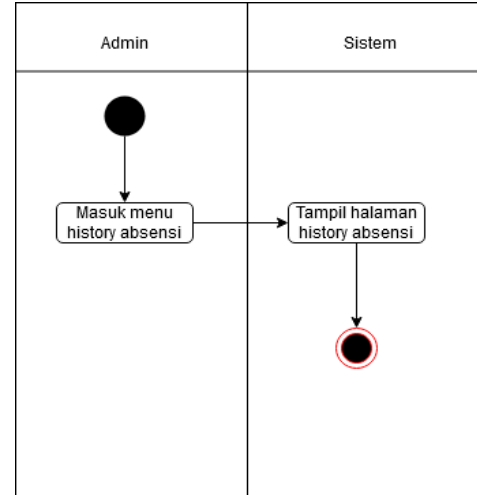 Admin
Sistem
Masuk menu
history absensi
Tampil halaman
history absensi